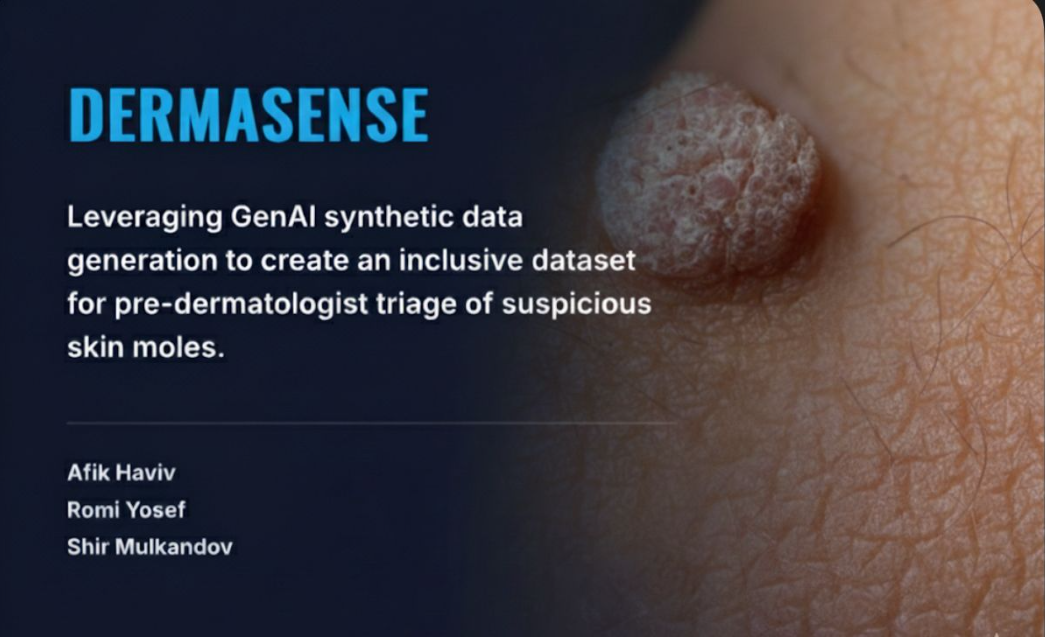 DERMASENSE
Leveraging GenAI synthetic data
generation to create an inclusive dataset
for pre-dermatologist triage of suspicious
skin moles.
Afik Haviv
Romi Yosef
Shir Mulkandov